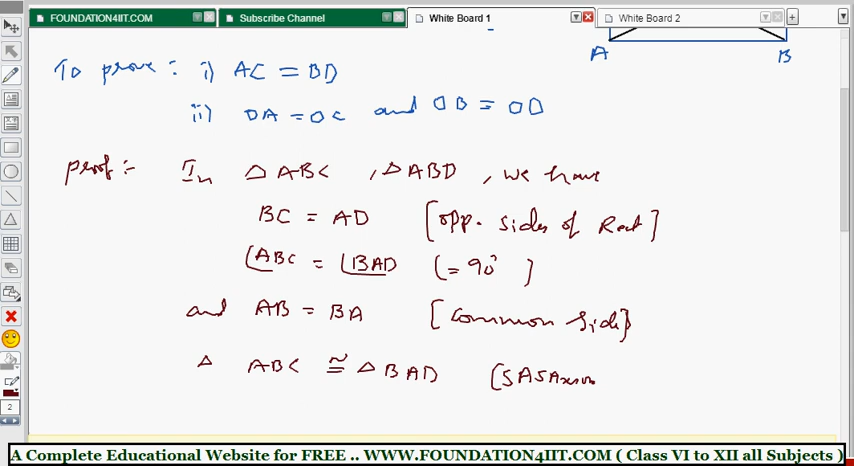 FOUNDATION4IIT.COM Subscribe Channel White Board 1 White Board 2
A B
To prove : i) AC = BD
ii) OA = OC and OB = OD
proof :- In △ ABC , △ ABD , we have
BC = AD [opp. sides of Rect]
∠ABC = ∠BAD (= 90°)
and AB = BA [common side}
△ ABC ≅ △ BAD [SAS Axiom
2
A Complete Educational Website for FREE .. WWW.FOUNDATION4IIT.COM ( Class VI to XII all Subjects )